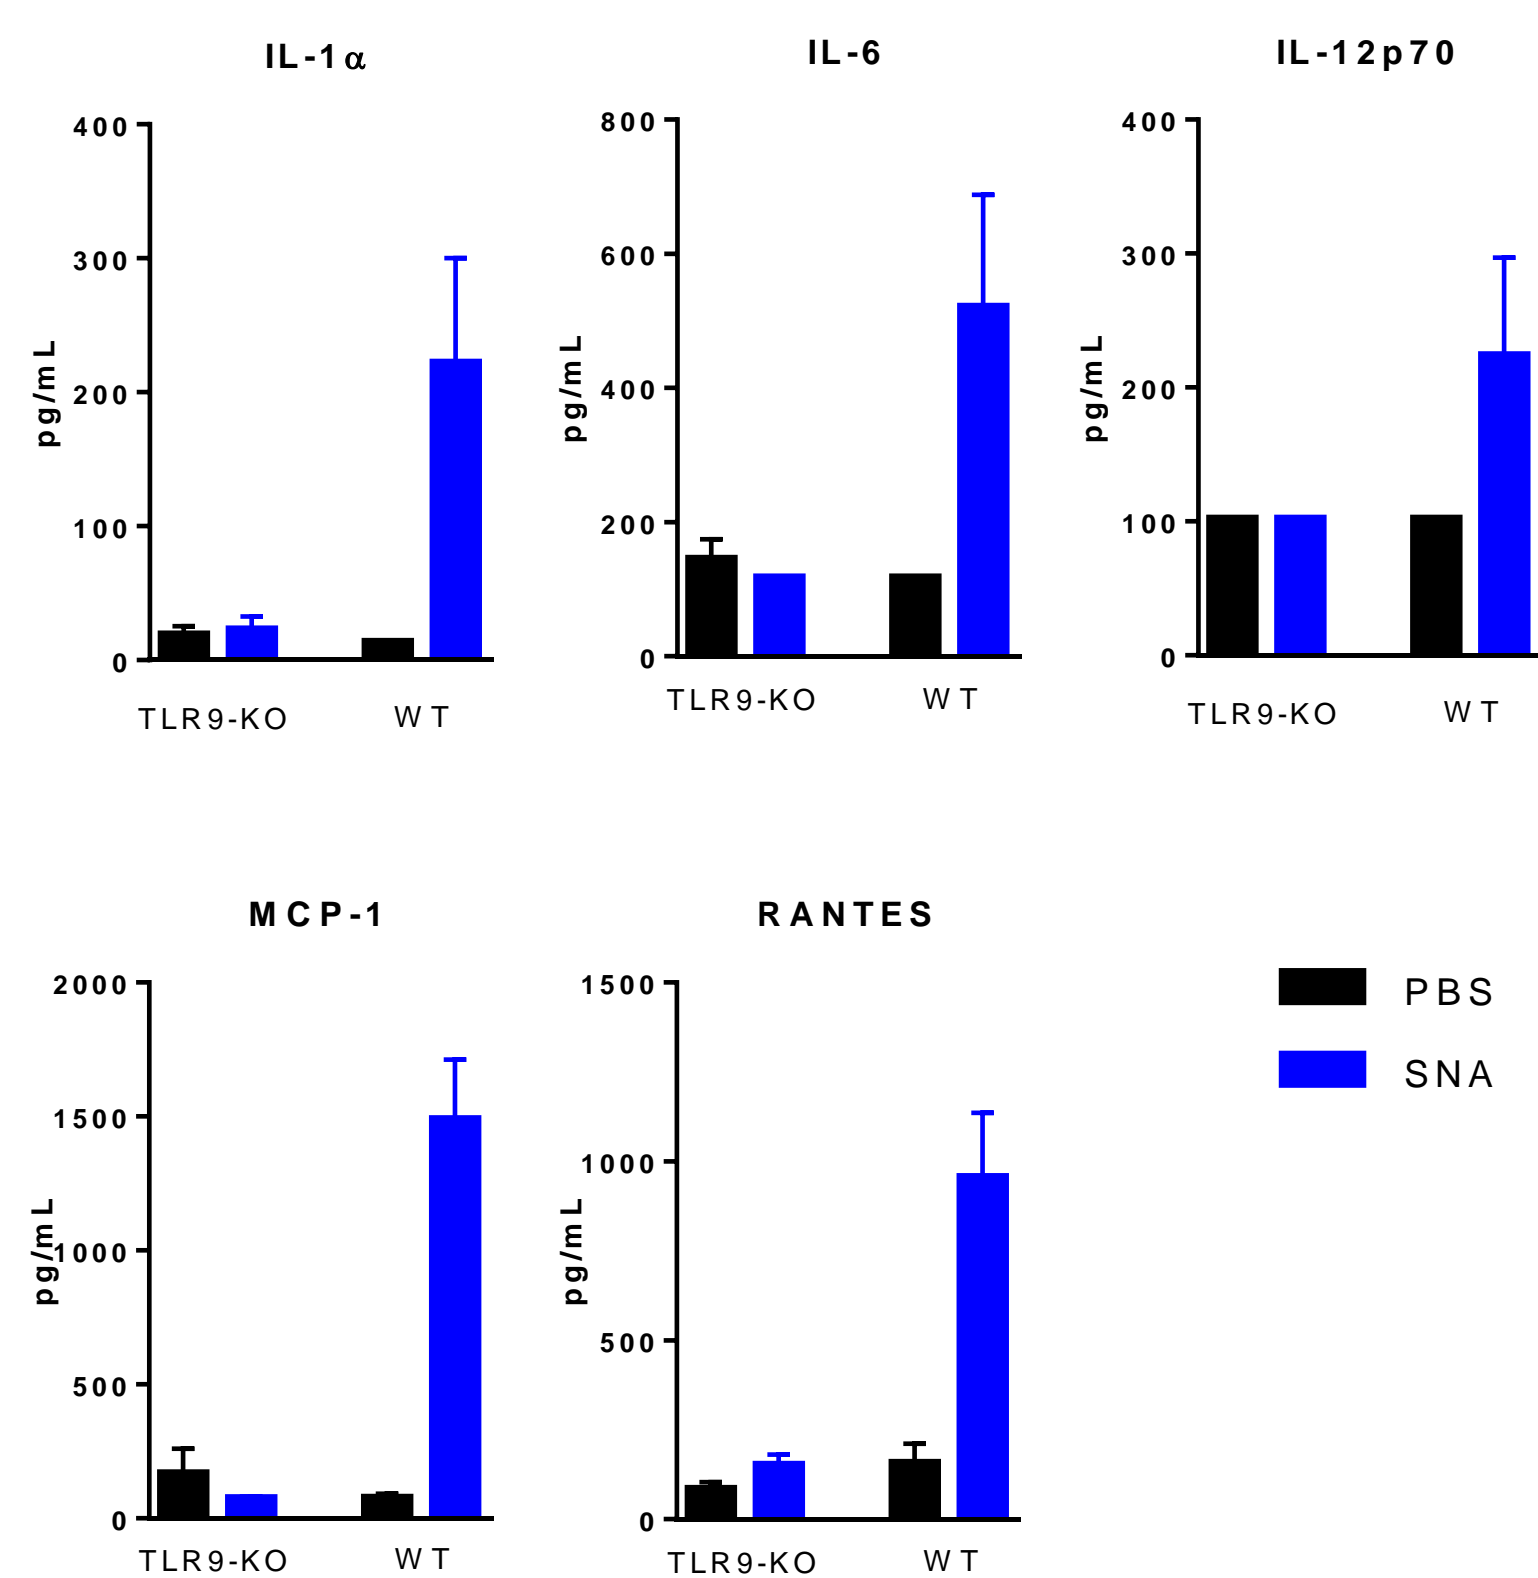 IL-1α
400
300
200
100
0
pg/mL
TLR9-KO
WT
IL-6
800
600
400
200
0
pg/mL
TLR9-KO
WT
IL-12p70
400
300
200
100
0
pg/mL
TLR9-KO
WT
MCP-1
2000
1500
1000
500
0
pg/mL
TLR9-KO
WT
RANTES
1500
1000
500
0
pg/mL
TLR9-KO
WT
PBS
SNA